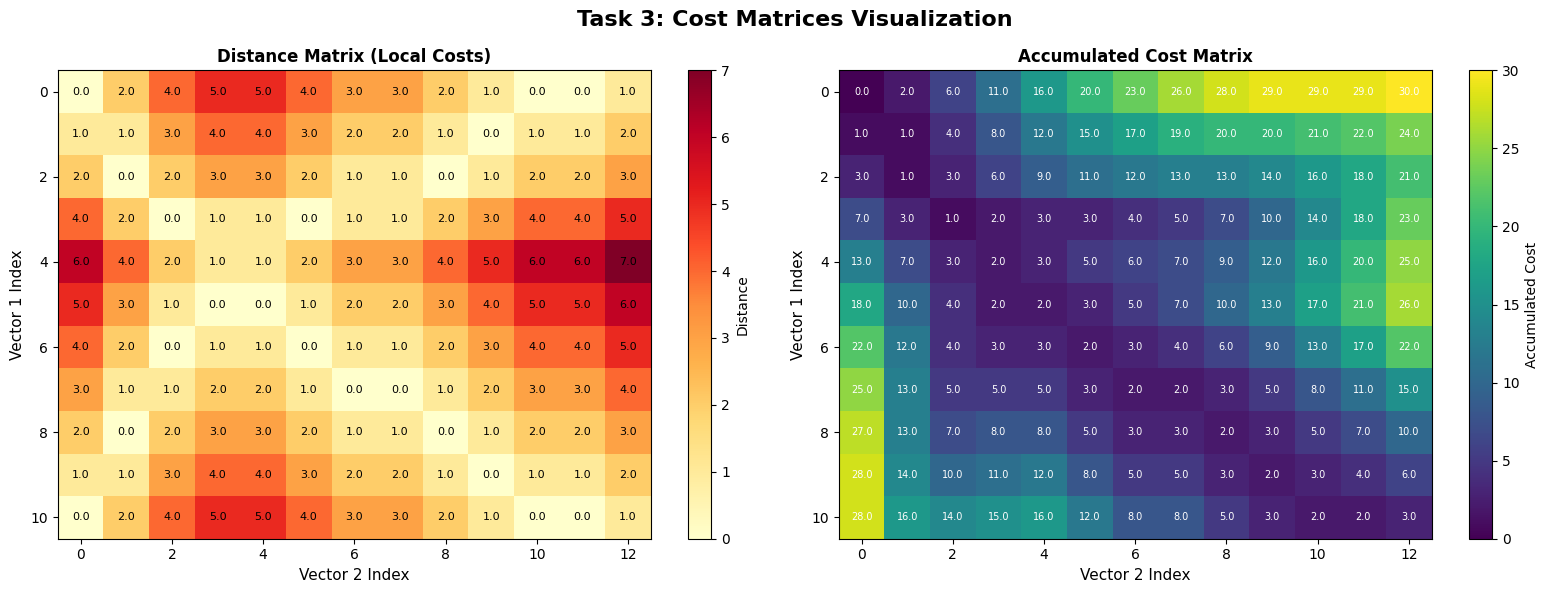 Task 3: Cost Matrices Visualization
Distance Matrix (Local Costs)
0 0.0 2.0 4.0 5.0 5.0 4.0 3.0 3.0 2.0 1.0 0.0 0.0 1.0
1.0 1.0 3.0 4.0 4.0 3.0 2.0 2.0 1.0 0.0 1.0 1.0 2.0
2 2.0 0.0 2.0 3.0 3.0 2.0 1.0 1.0 0.0 1.0 2.0 2.0 3.0
4.0 2.0 0.0 1.0 1.0 0.0 1.0 1.0 2.0 3.0 4.0 4.0 5.0
4 6.0 4.0 2.0 1.0 1.0 2.0 3.0 3.0 4.0 5.0 6.0 6.0 7.0
5.0 3.0 1.0 0.0 0.0 1.0 2.0 2.0 3.0 4.0 5.0 5.0 6.0
6 4.0 2.0 0.0 1.0 1.0 0.0 1.0 1.0 2.0 3.0 4.0 4.0 5.0
3.0 1.0 1.0 2.0 2.0 1.0 0.0 0.0 1.0 2.0 3.0 3.0 4.0
8 2.0 0.0 2.0 3.0 3.0 2.0 1.0 1.0 0.0 1.0 2.0 2.0 3.0
1.0 1.0 3.0 4.0 4.0 3.0 2.0 2.0 1.0 0.0 1.0 1.0 2.0
10 0.0 2.0 4.0 5.0 5.0 4.0 3.0 3.0 2.0 1.0 0.0 0.0 1.0
0 2 4 6 8 10 12
Vector 2 Index
Vector 1 Index
7
6
5
4
3
2
1
0
Distance
Accumulated Cost Matrix
0 0.0 2.0 6.0 11.0 16.0 20.0 23.0 26.0 28.0 29.0 29.0 29.0 30.0
1.0 1.0 4.0 8.0 12.0 15.0 17.0 19.0 20.0 20.0 21.0 22.0 24.0
2 3.0 1.0 3.0 6.0 9.0 11.0 12.0 13.0 13.0 14.0 16.0 18.0 21.0
7.0 3.0 1.0 2.0 3.0 3.0 4.0 5.0 7.0 10.0 14.0 18.0 23.0
4 13.0 7.0 3.0 2.0 3.0 5.0 6.0 7.0 9.0 12.0 16.0 20.0 25.0
18.0 10.0 4.0 2.0 2.0 3.0 5.0 7.0 10.0 13.0 17.0 21.0 26.0
6 22.0 12.0 4.0 3.0 3.0 2.0 3.0 4.0 6.0 9.0 13.0 17.0 22.0
25.0 13.0 5.0 5.0 5.0 3.0 2.0 2.0 3.0 5.0 8.0 11.0 15.0
8 27.0 13.0 7.0 8.0 8.0 5.0 3.0 3.0 2.0 3.0 5.0 7.0 10.0
28.0 14.0 10.0 11.0 12.0 8.0 5.0 5.0 3.0 2.0 3.0 4.0 6.0
10 28.0 16.0 14.0 15.0 16.0 12.0 8.0 8.0 5.0 3.0 2.0 2.0 3.0
0 2 4 6 8 10 12
Vector 2 Index
Vector 1 Index
30
25
20
15
10
5
0
Accumulated Cost